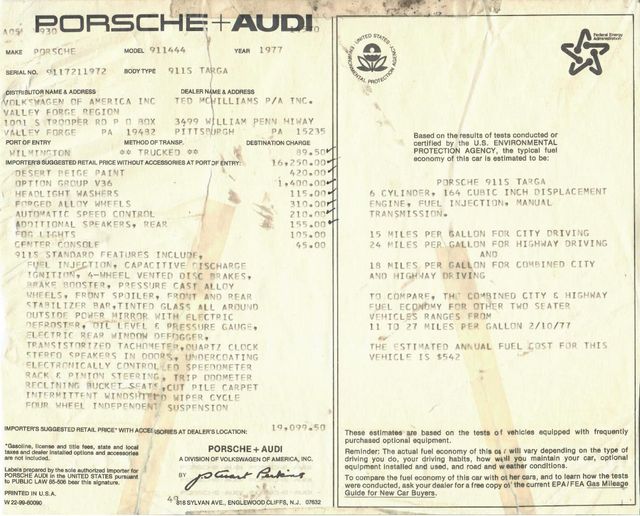 PORSCHE+AUDI
MAKE PORSCHE MODEL 911444 YEAR 1977
SERIAL NO. 9117211972 BODY TYPE 911S TARGA
DISTRIBUTOR NAME & ADDRESS DEALER NAME & ADDRESS
VOLKSWAGEN OF AMERICA INC TED MCWILLIAMS P/A INC.
VALLEY FORGE REGION
1001 S TROOPER RD P O BOX 3499 WILLIAM PENN HIWAY
VALLEY FORGE PA 19482 PITTSBURGH PA 15235
PORT OF ENTRY METHOD OF TRANSP. DESTINATION CHARGE
WILMINGTON ** TRUCKED ** 89.50
IMPORTER'S SUGGESTED RETAIL PRICE WITHOUT ACCESSORIES AT PORT OF ENTRY: 16,250.00
DESERT BEIGE PAINT 420.00
OPTION GROUP V36 1,400.00
HEADLIGHT WASHERS 115.00
FORGED ALLOY WHEELS 310.00
AUTOMATIC SPEED CONTROL 210.00
ADDITIONAL SPEAKERS, REAR 155.00
FOG LIGHTS 105.00
CENTER CONSOLE 45.00
911S STANDARD FEATURES INCLUDE,
FUEL INJECTION, CAPACITIVE DISCHARGE
IGNITION, 4-WHEEL VENTED DISC BRAKES,
BRAKE BOOSTER, PRESSURE CAST ALLOY
WHEELS, FRONT SPOILER, FRONT AND REAR
STABILIZER BAR, TINTED GLASS ALL AROUND
OUTSIDE POWER MIRROR WITH ELECTRIC
DEFROSTER, OIL LEVEL & PRESSURE GAUGE,
ELECTRIC REAR WINDOW DEFOGGER,
TRANSISTORIZED TACHOMETER, QUARTZ CLOCK
STEREO SPEAKERS IN DOORS, UNDERCOATING
ELECTRONICALLY CONTROLLED SPEEDOMETER
RACK & PINION STEERING, TRIP ODOMETER
RECLINING BUCKET SEATS, CUT PILE CARPET
INTERMITTENT WINDSHIELD WIPER CYCLE
FOUR WHEEL INDEPENDENT SUSPENSION
IMPORTER'S SUGGESTED RETAIL PRICE* WITH ACCESSORIES AT DEALER'S LOCATION: 19,099.50
*Gasoline, license and title fees, state and local
taxes and dealer installed options and accessories
are not included.
Labels prepared by the sole authorized importer for
PORSCHE AUDI in the UNITED STATES pursuant
to PUBLIC LAW 85-506 bear this signature.
PRINTED IN U.S.A.
W 22-99-60090
PORSCHE+AUDI
A DIVISION OF VOLKSWAGEN OF AMERICA, INC.
BY J. Stuart Perkins
49 818 SYLVAN AVE., ENGLEWOOD CLIFFS, N.J. 07632
UNITED STATES
ENVIRONMENTAL PROTECTION AGENCY
Federal Energy
Administration
Based on the results of tests conducted or
certified by the U.S. ENVIRONMENTAL
PROTECTION AGENCY, the typical fuel
economy of this car is estimated to be:
PORSCHE 911S TARGA
6 CYLINDER, 164 CUBIC INCH DISPLACEMENT
ENGINE, FUEL INJECTION, MANUAL
TRANSMISSION.
15 MILES PER GALLON FOR CITY DRIVING
24 MILES PER GALLON FOR HIGHWAY DRIVING
AND
18 MILES PER GALLON FOR COMBINED CITY
AND HIGHWAY DRIVING
TO COMPARE, THE COMBINED CITY & HIGHWAY
FUEL ECONOMY FOR OTHER TWO SEATER
VEHICLES RANGES FROM
11 TO 27 MILES PER GALLON 2/10/77
THE ESTIMATED ANNUAL FUEL COST FOR THIS
VEHICLE IS $542
These estimates are based on the tests of vehicles equipped with frequently
purchased optional equipment.
Reminder: The actual fuel economy of this car will vary depending on the type of
driving you do, your driving habits, how well you maintain your car, optional
equipment installed and used, and road and weather conditions.
To compare the fuel economy of this car with other cars, and to learn how the tests
were conducted, ask your dealer for a free copy of the current EPA/FEA Gas Mileage
Guide for New Car Buyers.